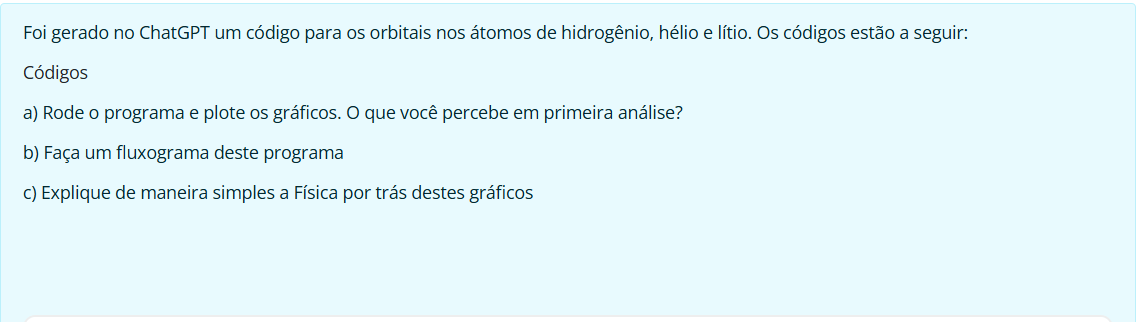 Foi gerado no ChatGPT um código para os orbitais nos átomos de hidrogênio, hélio e lítio. Os códigos estão a seguir:
Códigos
a) Rode o programa e plote os gráficos. O que você percebe em primeira análise?
b) Faça um fluxograma deste programa
c) Explique de maneira simples a Física por trás destes gráficos